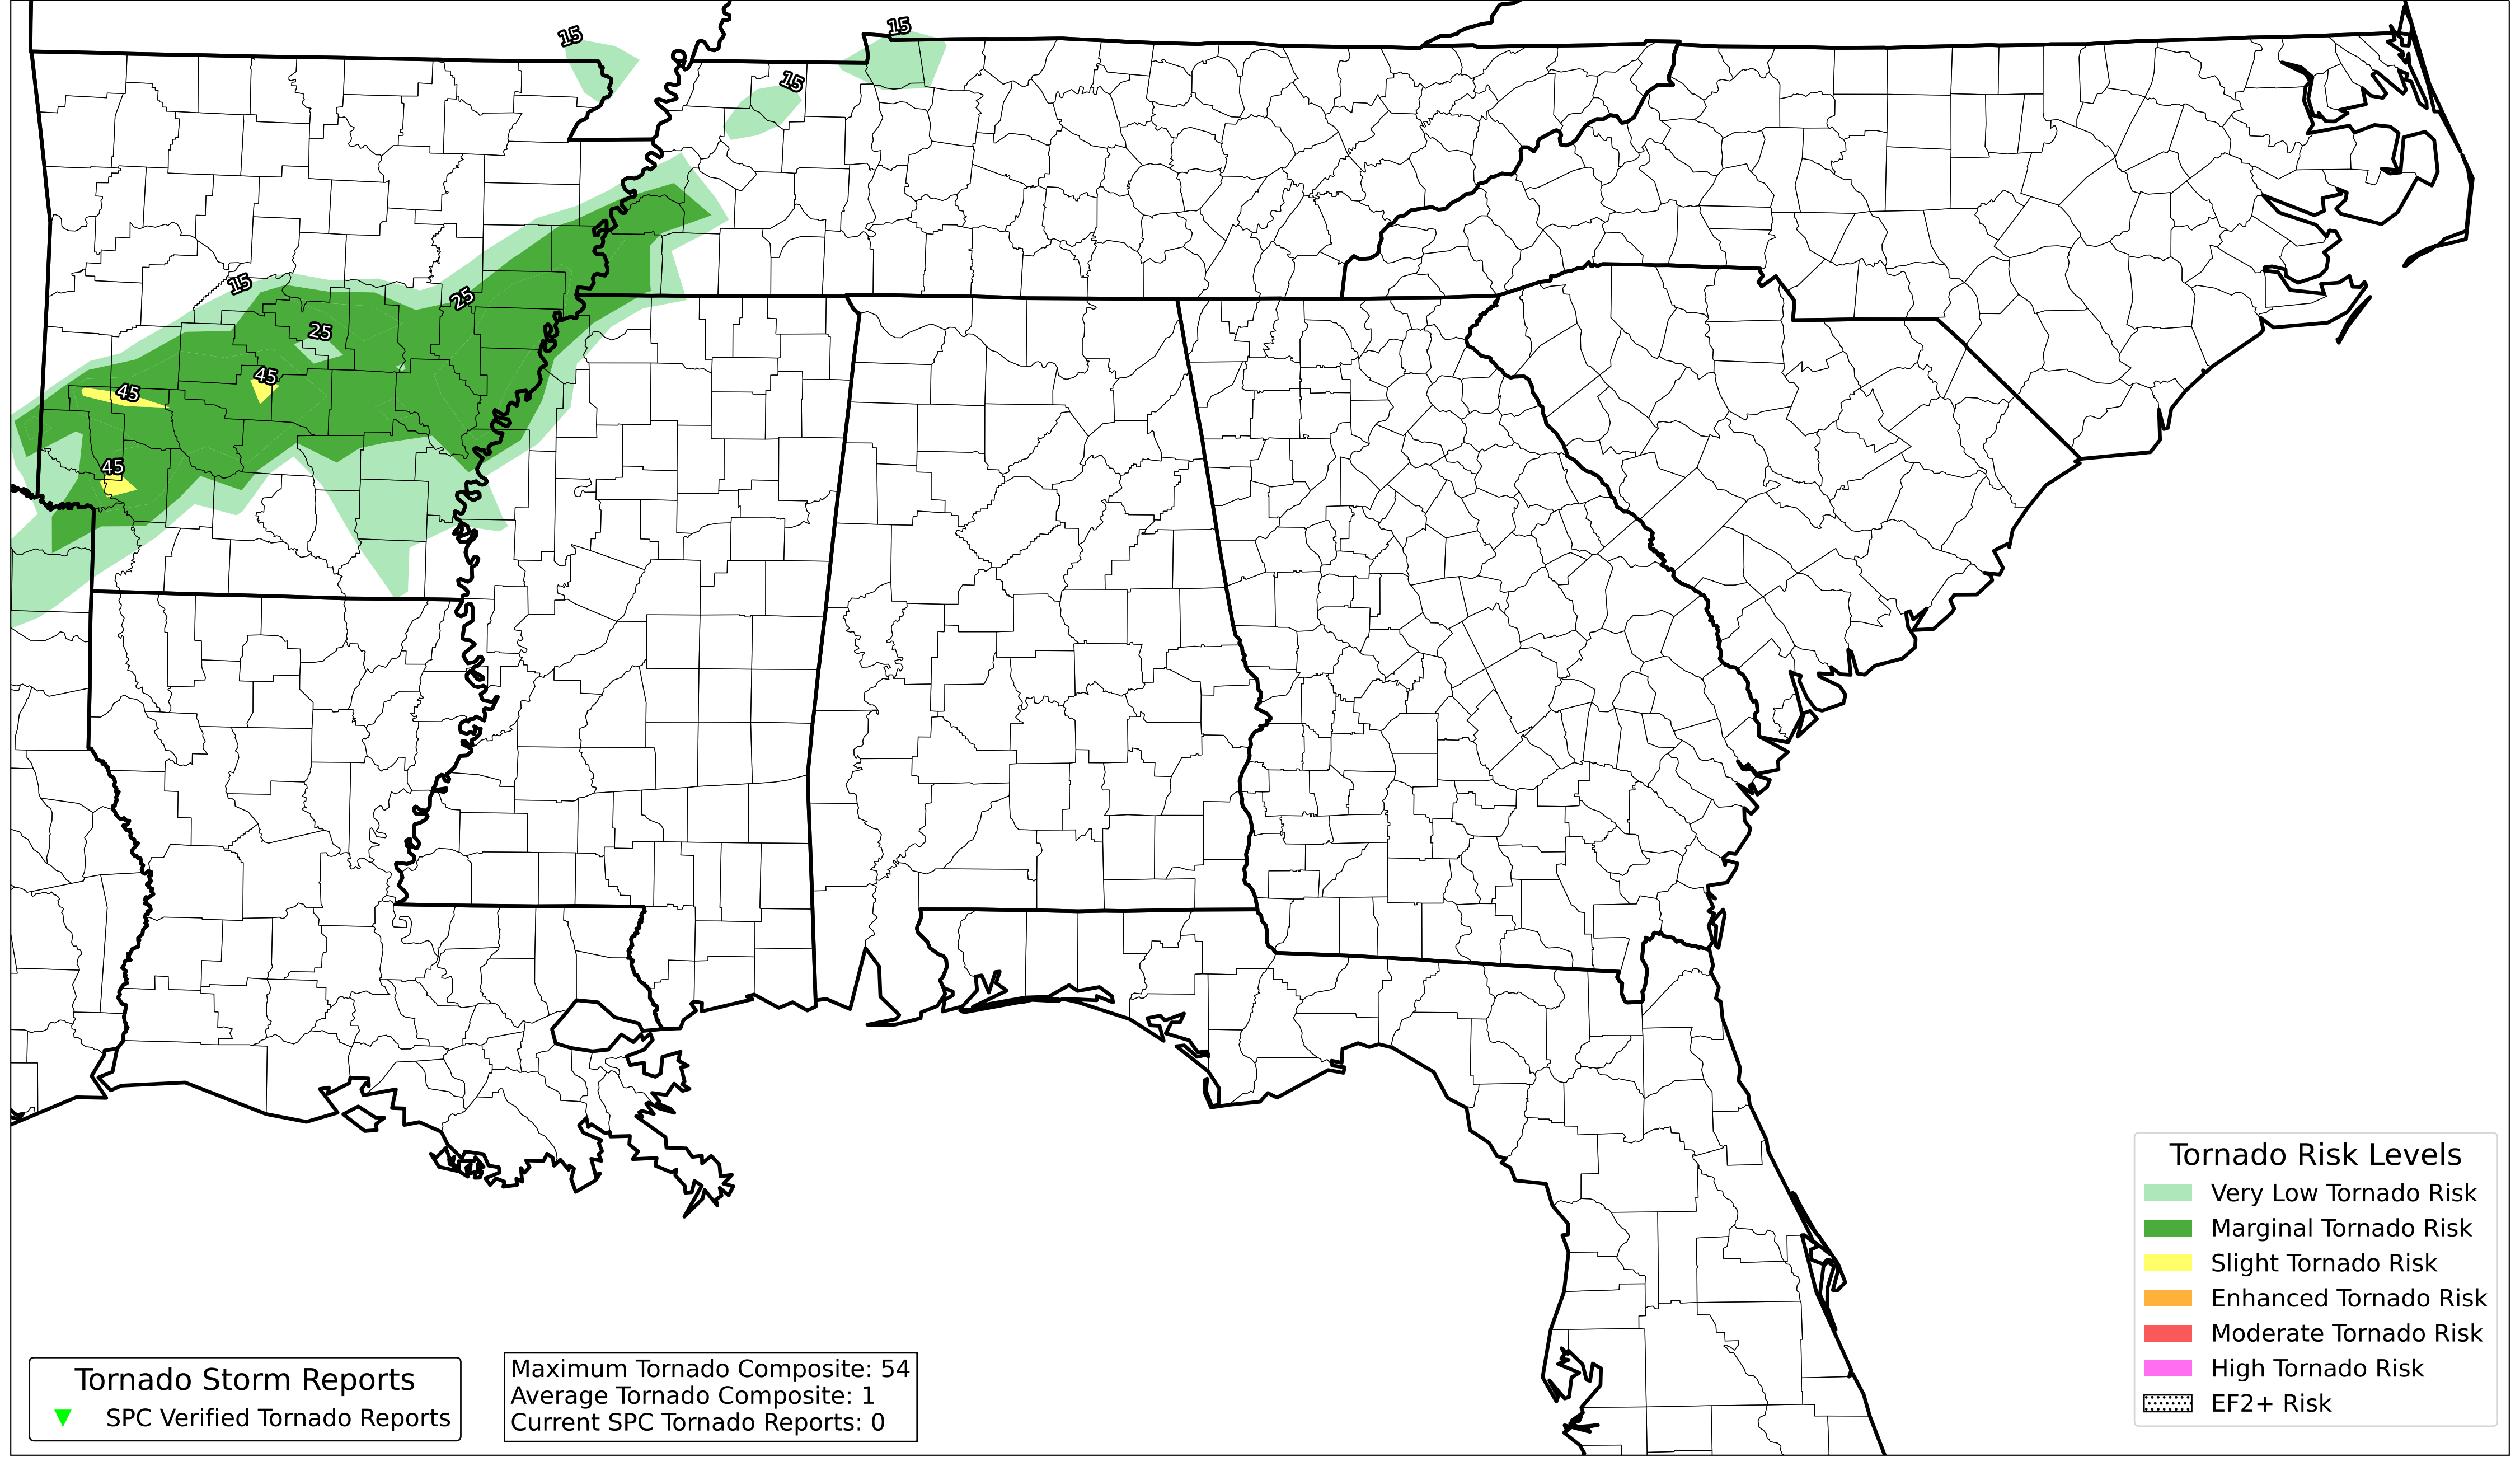 15
15
15
15
25
25
45
45
45
Tornado Risk Levels
Very Low Tornado Risk
Marginal Tornado Risk
Slight Tornado Risk
Enhanced Tornado Risk
Moderate Tornado Risk
High Tornado Risk
EF2+ Risk
Tornado Storm Reports
SPC Verified Tornado Reports
Maximum Tornado Composite: 54
Average Tornado Composite: 1
Current SPC Tornado Reports: 0